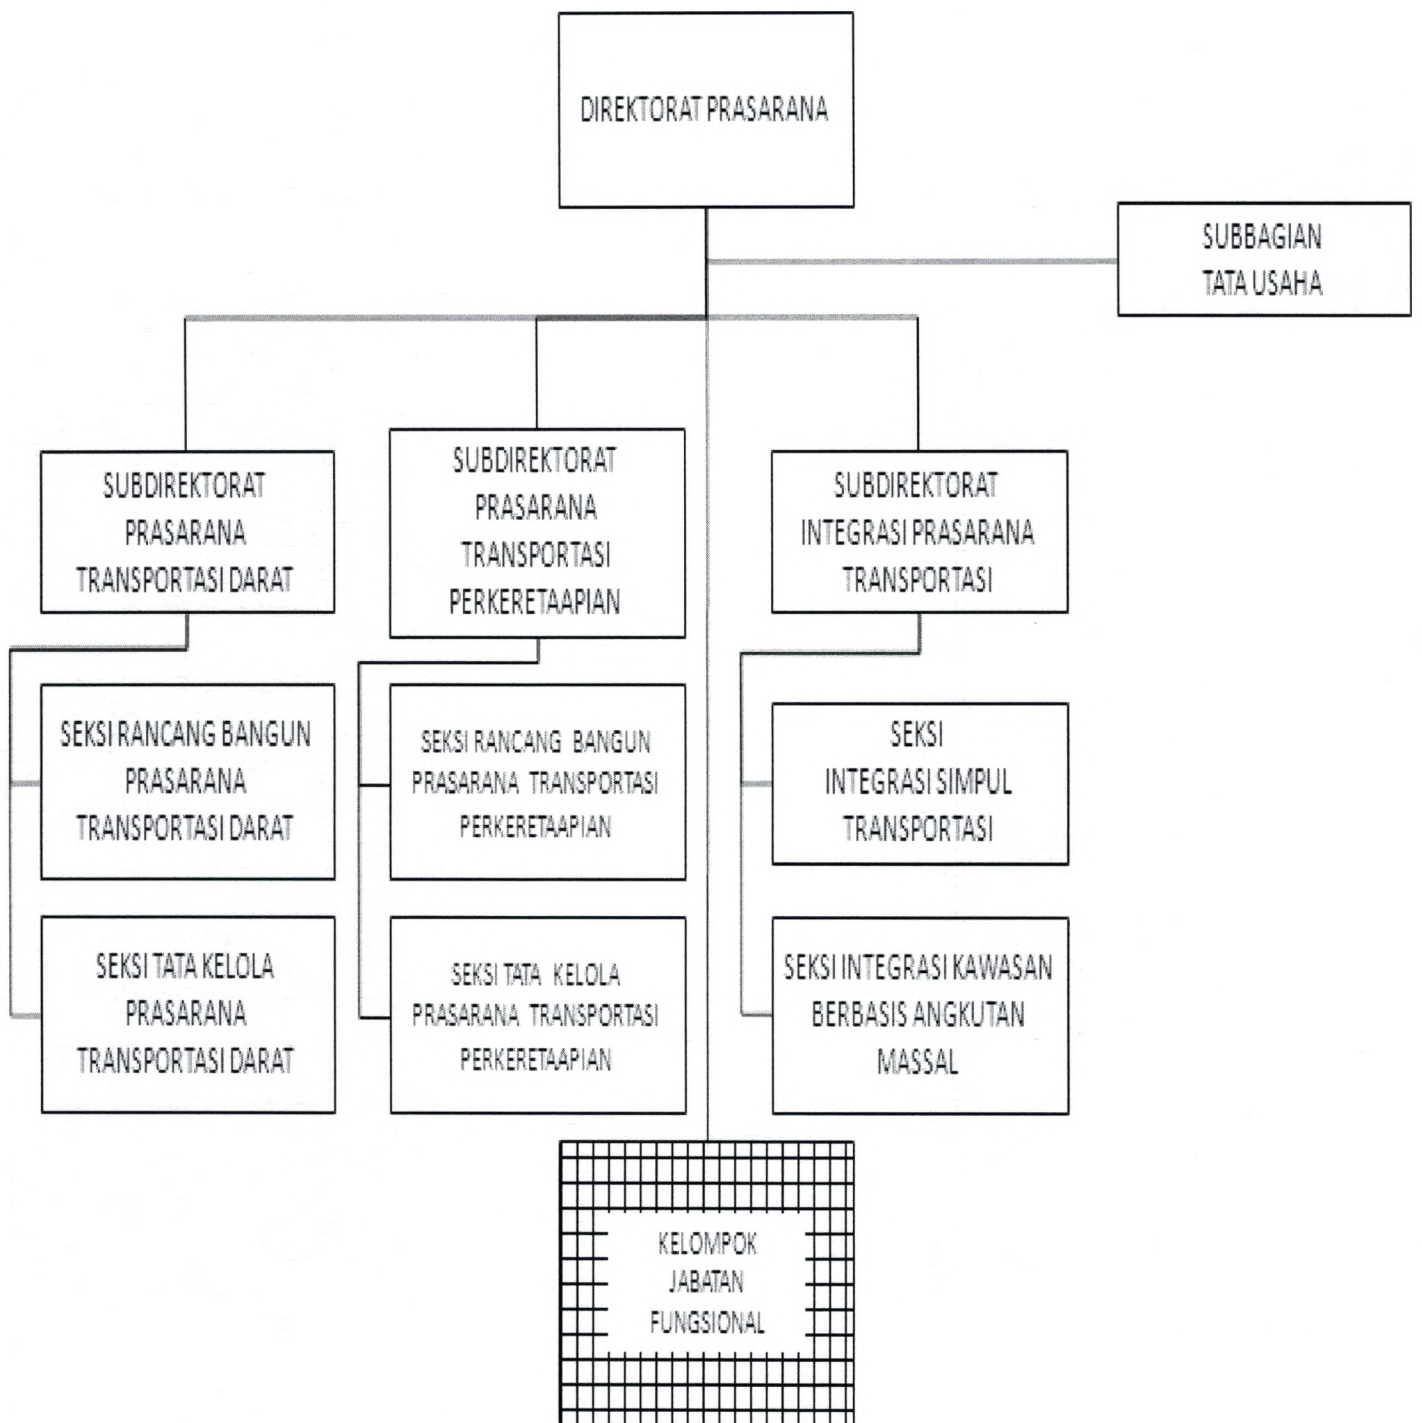 DIREKTORAT PRASARANA
SUBBAGIAN
TATA USAHA
SUBDIREKTORAT
PRASARANA
TRANSPORTASI DARAT
SUBDIREKTORAT
PRASARANA
TRANSPORTASI
PERKERETAAPIAN
SUBDIREKTORAT
INTEGRASI PRASARANA
TRANSPORTASI
SEKSI RANCANG BANGUN
PRASARANA
TRANSPORTASI DARAT
SEKSI RANCANG BANGUN
PRASARANA TRANSPORTASI
PERKERETAAPIAN
SEKSI
INTEGRASI SIMPUL
TRANSPORTASI
SEKSI TATA KELOLA
PRASARANA
TRANSPORTASI DARAT
SEKSI TATA KELOLA
PRASARANA TRANSPORTASI
PERKERETAAPIAN
SEKSI INTEGRASI KAWASAN
BERBASIS ANGKUTAN
MASSAL
KELOMPOK
JABATAN
FUNGSIONAL